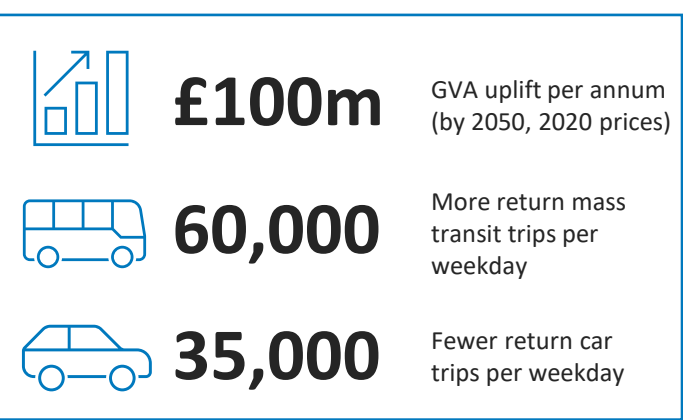 £100m
GVA uplift per annum
(by 2050, 2020 prices)
60,000
More return mass
transit trips per
weekday
35,000
Fewer return car
trips per weekday